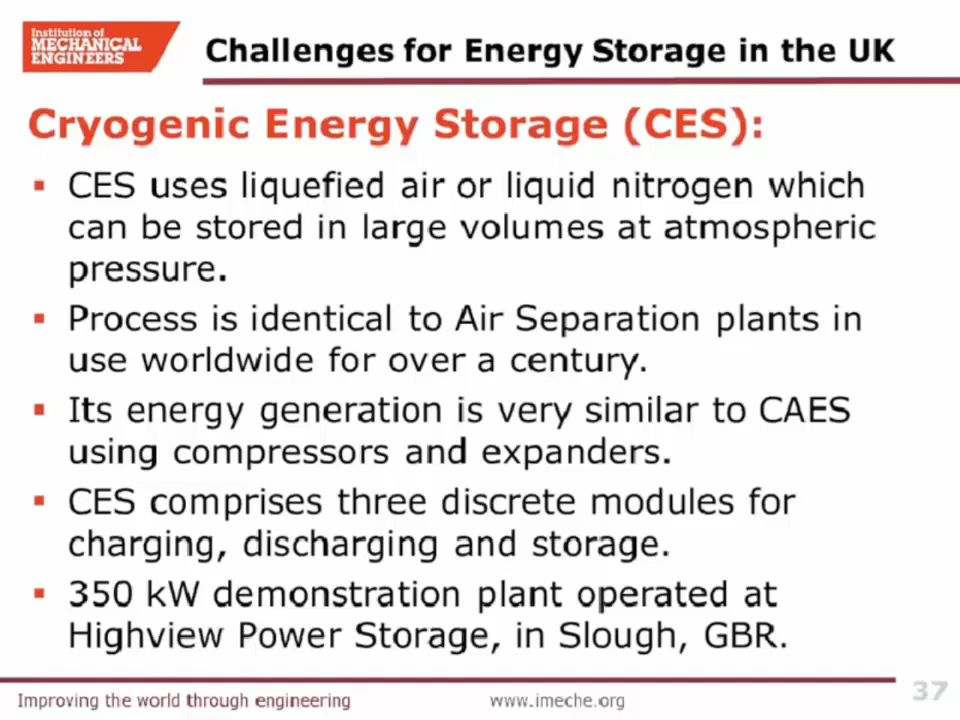 Institution of
MECHANICAL
ENGINEERS
Challenges for Energy Storage in the UK
Cryogenic Energy Storage (CES):
▪ CES uses liquefied air or liquid nitrogen which
can be stored in large volumes at atmospheric
pressure.
▪ Process is identical to Air Separation plants in
use worldwide for over a century.
▪ Its energy generation is very similar to CAES
using compressors and expanders.
▪ CES comprises three discrete modules for
charging, discharging and storage.
▪ 350 kW demonstration plant operated at
Highview Power Storage, in Slough, GBR.
Improving the world through engineering
www.imeche.org
37